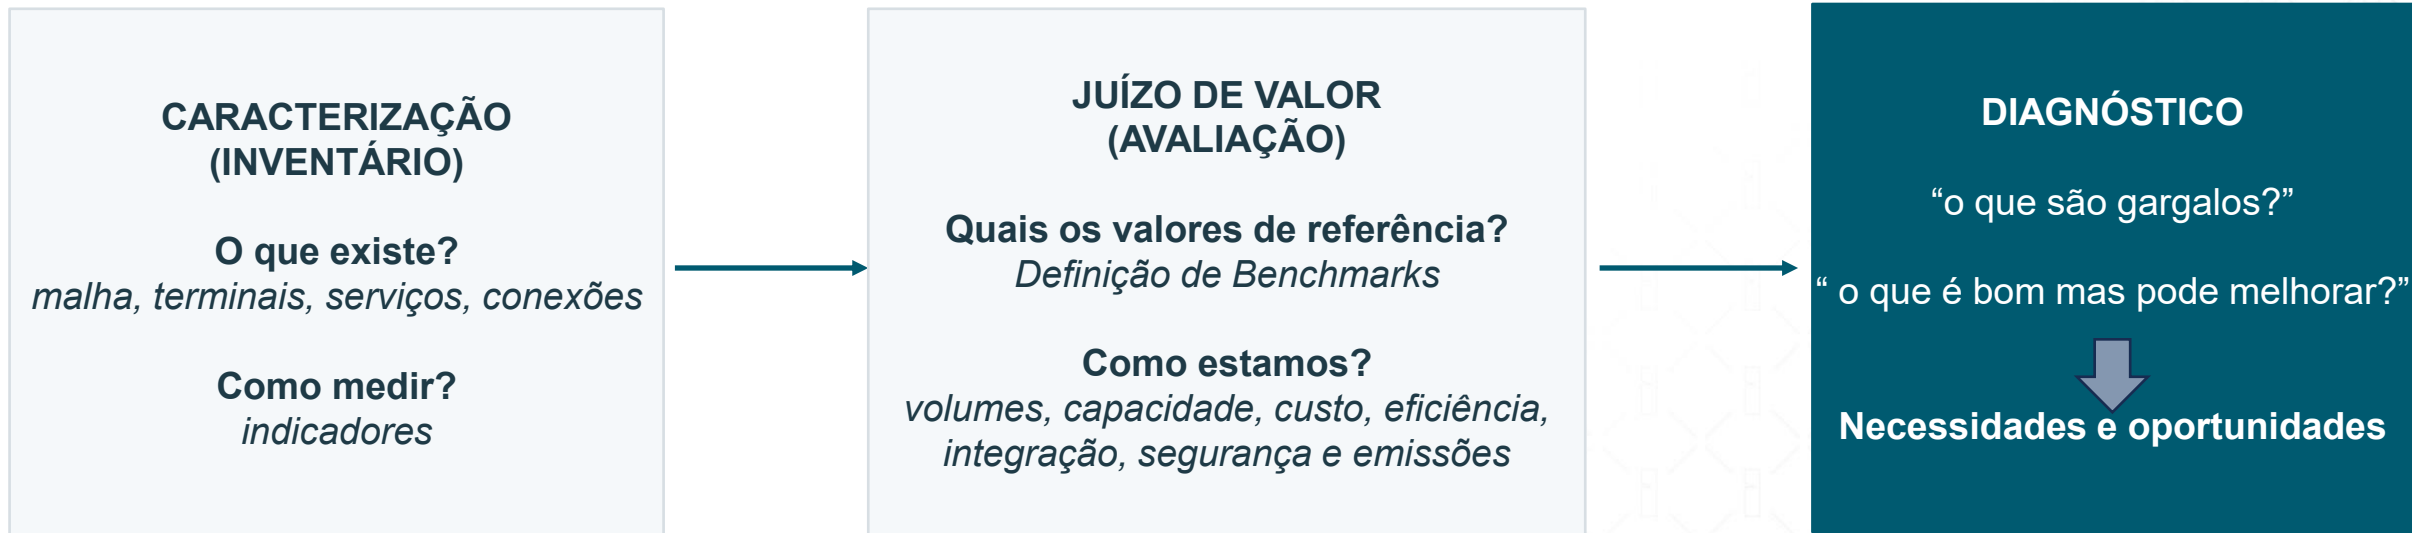 CARACTERIZAÇÃO
(INVENTÁRIO)
O que existe?
malha, terminais, serviços, conexões
Como medir?
indicadores
JUÍZO DE VALOR
(AVALIAÇÃO)
Quais os valores de referência?
Definição de Benchmarks
Como estamos?
volumes, capacidade, custo, eficiência,
integração, segurança e emissões
DIAGNÓSTICO
“o que são gargalos?”
“ o que é bom mas pode melhorar?”
Necessidades e oportunidades